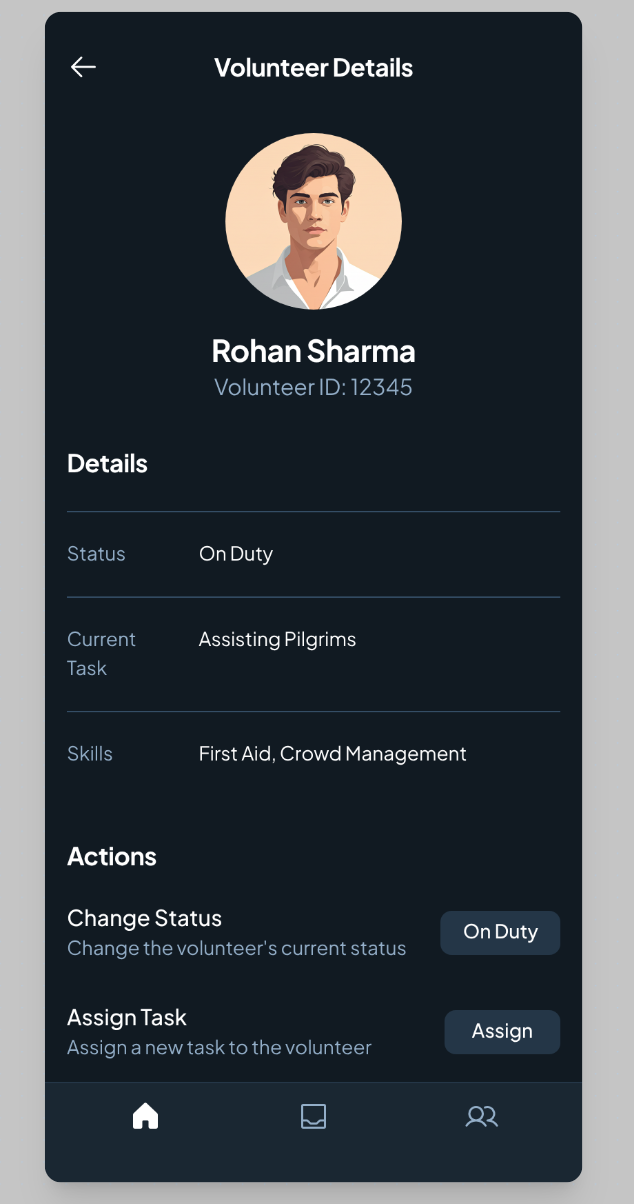 Volunteer Details
Rohan Sharma
Volunteer ID: 12345
Details
Status On Duty
Current Assisting Pilgrims
Task
Skills First Aid, Crowd Management
Actions
Change Status
Change the volunteer's current status
On Duty
Assign Task
Assign a new task to the volunteer
Assign